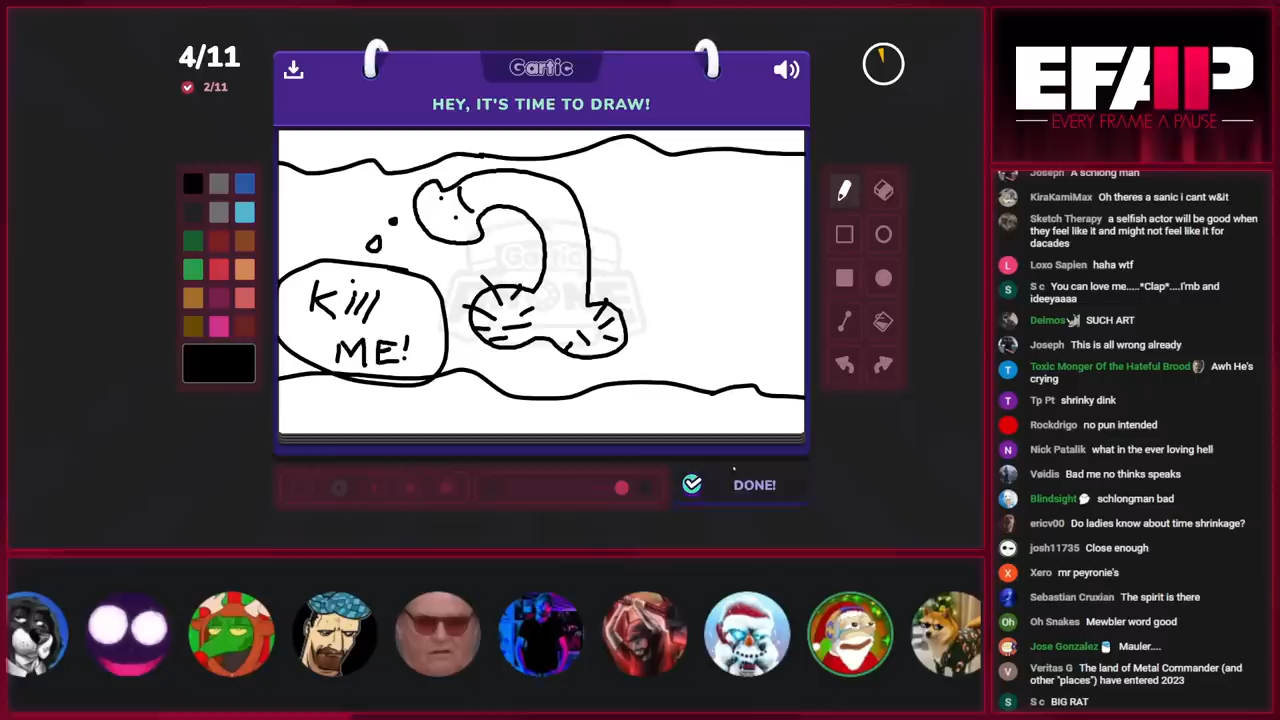 4/11
2/11
Gartic
HEY, IT'S TIME TO DRAW!
Kill
ME!
DONE!
EFAP
EVERY FRAME A PAUSE
Joseph A schlong man
KiraKamiMax Oh theres a sanic i cant w&it
Sketch Therapy a selfish actor will be good when
they feel like it and might not feel like it for
dacades
Loxo Sapien haha wtf
S c You can love me.....*Clap*....I'mb and
ideeyaaaa
Deimos SUCH ART
Joseph This is all wrong already
Toxic Monger Of the Hateful Brood Awh He's
crying
Tp Pt shrinky dink
Rockdrigo no pun intended
Nick Patalik what in the ever loving hell
Vøidis Bad me no thinks speaks
Blindsight schlongman bad
ericv00 Do ladies know about time shrinkage?
josh11735 Close enough
Xero mr peyronie's
Sebastian Cruxian The spirit is there
Oh Snakes Mewbler word good
Jose Gonzalez Mauler....
Veritas G The land of Metal Commander (and
other "places") have entered 2023
S c BIG RAT